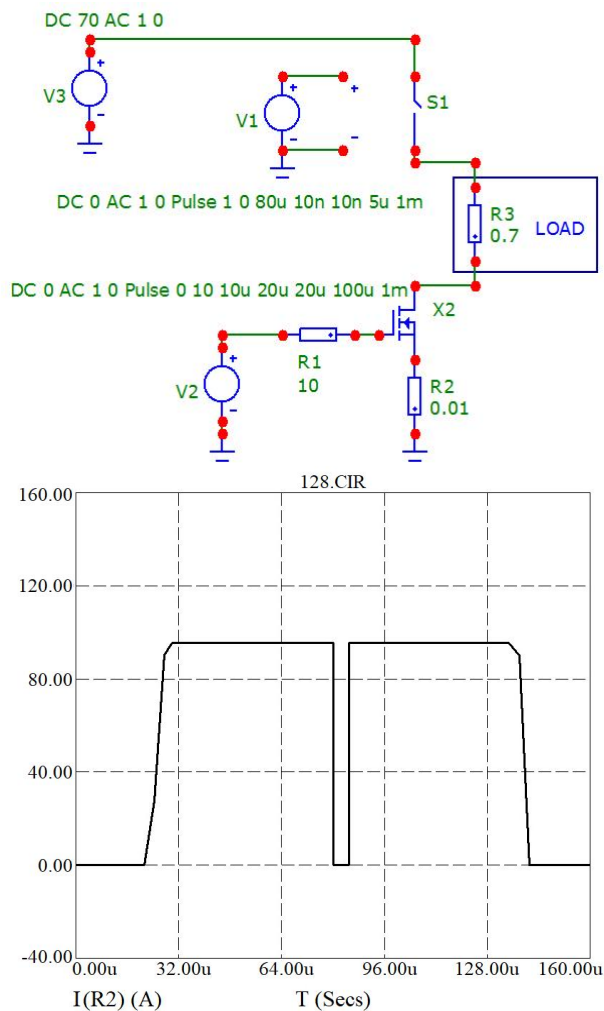 DC 70 AC 1 0
V3
+
-
V1
+
-
+
-
S1
DC 0 AC 1 0 Pulse 1 0 80u 10n 10n 5u 1m
R3
0.7
LOAD
DC 0 AC 1 0 Pulse 0 10 10u 20u 20u 100u 1m
X2
V2
+
-
R1
10
R2
0.01
128.CIR
160.00
120.00
80.00
40.00
0.00
-40.00
0.00u 32.00u 64.00u 96.00u 128.00u 160.00u
I(R2) (A) T (Secs)